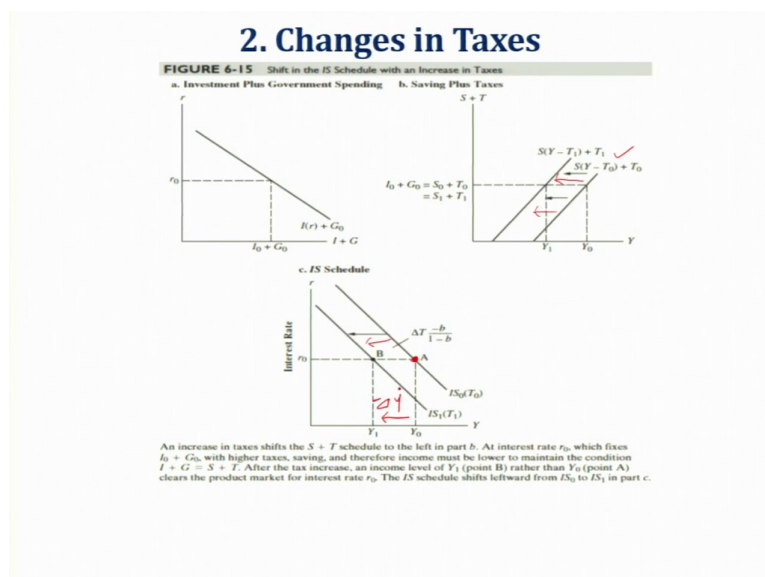 2. Changes in Taxes
FIGURE 6-15 Shift in the IS Schedule with an Increase in Taxes
a. Investment Plus Government Spending b. Saving Plus Taxes
r
S + T
S(Y – T₁) + T₁
S(Y – T₀) + T₀
r₀
I₀ + G₀ = S₀ + T₀
= S₁ + T₁
I(r) + G₀
I + G
I₀ + G₀
Y₁
Y₀
Y
c. IS Schedule
r
Interest Rate
ΔT –b / 1 – b
r₀
B
A
IS₀(T₀)
-ΔY
IS₁(T₁)
Y
Y₁
Y₀
An increase in taxes shifts the S + T schedule to the left in part b. At interest rate r₀, which fixes
I₀ + G₀, with higher taxes, saving, and therefore income must be lower to maintain the condition
I + G = S + T. After the tax increase, an income level of Y₁ (point B) rather than Y₀ (point A)
clears the product market for interest rate r₀. The IS schedule shifts leftward from IS₀ to IS₁ in part c.